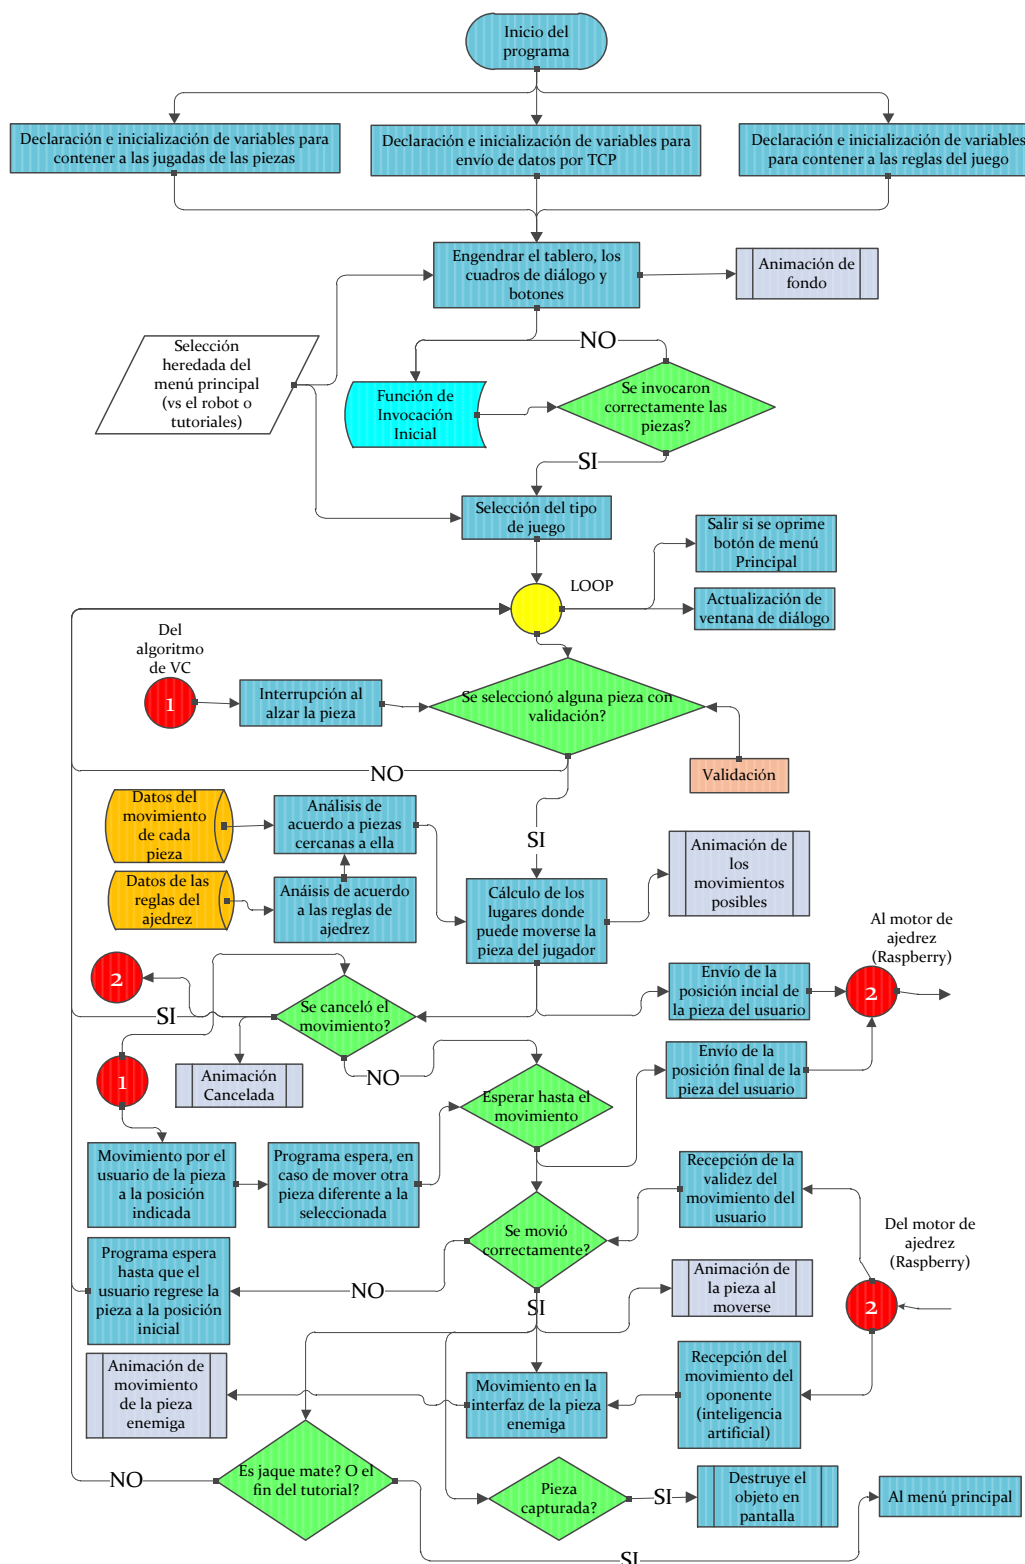 Inicio del
programa
Declaración e inicialización de variables para
contener a las jugadas de las piezas
Declaración e inicialización de variables para
envío de datos por TCP
Declaración e inicialización de variables
para contener a las reglas del juego
Engendrar el tablero, los
cuadros de diálogo y
botones
Animación de
fondo
Selección
heredada del
menú principal
(vs el robot o
tutoriales)
NO
Función de
Invocación
Inicial
Se invocaron
correctamente las
piezas?
SI
Selección del tipo
de juego
Salir si se oprime
botón de menú
Principal
LOOP
Actualización de
ventana de diálogo
Del
algoritmo
de VC
1
Interrupción al
alzar la pieza
Se seleccionó alguna pieza con
validación?
NO
Validación
Datos del
movimiento
de cada
pieza
Análisis de
acuerdo a piezas
cercanas a ella
SI
Animación de
los
movimientos
posibles
Datos de las
reglas del
ajedrez
Anáisis de acuerdo
a las reglas de
ajedrez
Cálculo de los
lugares donde
puede moverse la
pieza del jugador
Al motor de
ajedrez
(Raspberry)
2
Se canceló el
movimiento?
SI
Envío de la
posición incial de
la pieza del usuario
2
1
Animación
Cancelada
NO
Esperar hasta el
movimiento
Envío de la
posición final de la
pieza del usuario
Movimiento por el
usuario de la pieza
a la posición
indicada
Programa espera, en
caso de mover otra
pieza diferente a la
seleccionada
Se movió
correctamente?
Recepción de la
validez del
movimiento del
usuario
Del motor de
ajedrez
(Raspberry)
Programa espera
hasta que el
usuario regrese la
pieza a la posición
inicial
NO
SI
Animación de
la pieza al
moverse
2
Animación de
movimiento
de la pieza
enemiga
Movimiento en la
interfaz de la pieza
enemiga
Recepción del
movimiento del
oponente
(inteligencia
artificial)
NO
Es jaque mate? O el
fin del tutorial?
Pieza
capturada?
SI
Destruye el
objeto en
pantalla
Al menú principal
SI